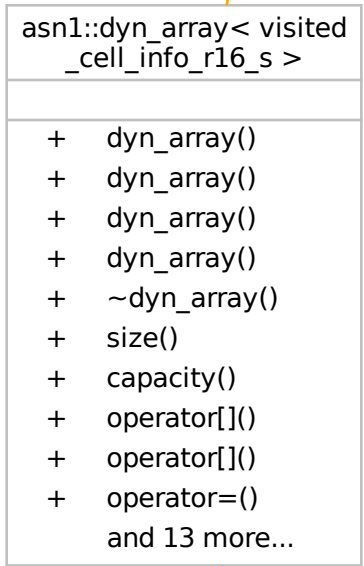 asn1::dyn_array< visited
_cell_info_r16_s >
+ dyn_array()
+ dyn_array()
+ dyn_array()
+ dyn_array()
+ ~dyn_array()
+ size()
+ capacity()
+ operator[]()
+ operator[]()
+ operator=()
and 13 more...